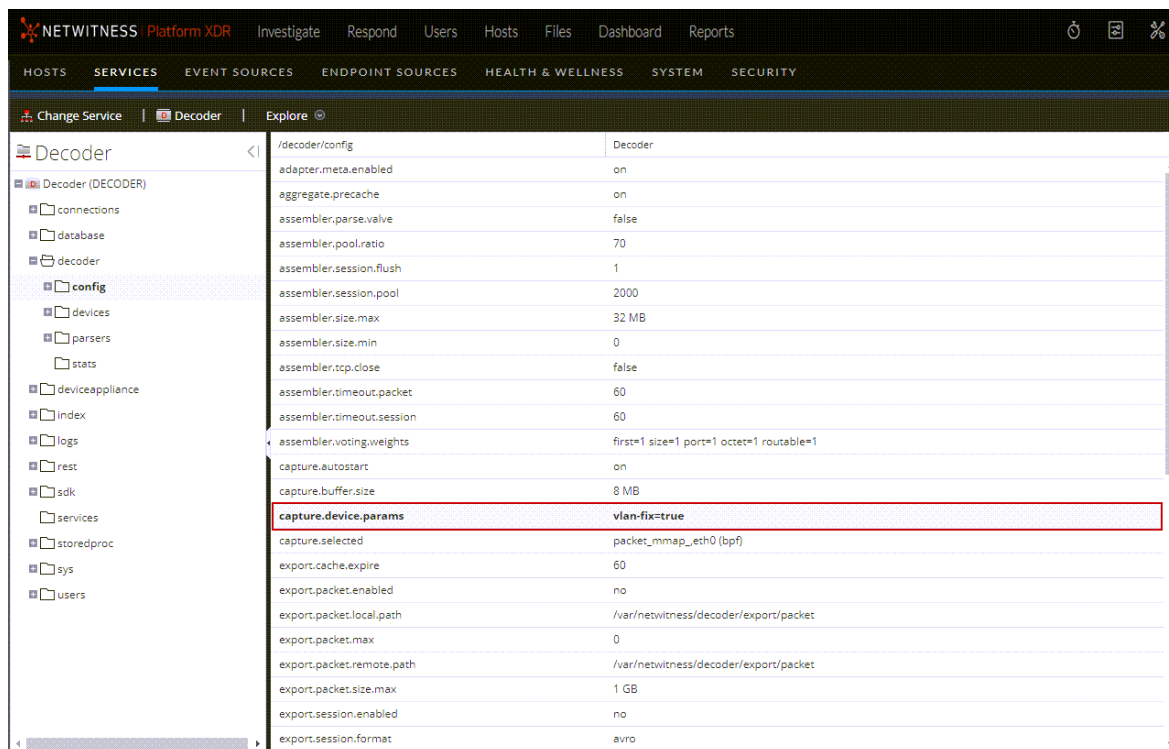 NETWITNESS Platform XDR Investigate Respond Users Hosts Files Dashboard Reports
HOSTS SERVICES EVENT SOURCES ENDPOINT SOURCES HEALTH & WELLNESS SYSTEM SECURITY
Change Service | D Decoder | Explore
Decoder
Decoder (DECODER)
connections
database
decoder
config
devices
parsers
stats
deviceappliance
index
logs
rest
sdk
services
storedproc
sys
users
/decoder/config Decoder
adapter.meta.enabled on
aggregate.precache on
assembler.parse.valve false
assembler.pool.ratio 70
assembler.session.flush 1
assembler.session.pool 2000
assembler.size.max 32 MB
assembler.size.min 0
assembler.tcp.close false
assembler.timeout.packet 60
assembler.timeout.session 60
assembler.voting.weights first=1 size=1 port=1 octet=1 routable=1
capture.autostart on
capture.buffer.size 8 MB
capture.device.params vlan-fix=true
capture.selected packet_mmap_,eth0 (bpf)
export.cache.expire 60
export.packet.enabled no
export.packet.local.path /var/netwitness/decoder/export/packet
export.packet.max 0
export.packet.remote.path /var/netwitness/decoder/export/packet
export.packet.size.max 1 GB
export.session.enabled no
export.session.format avro